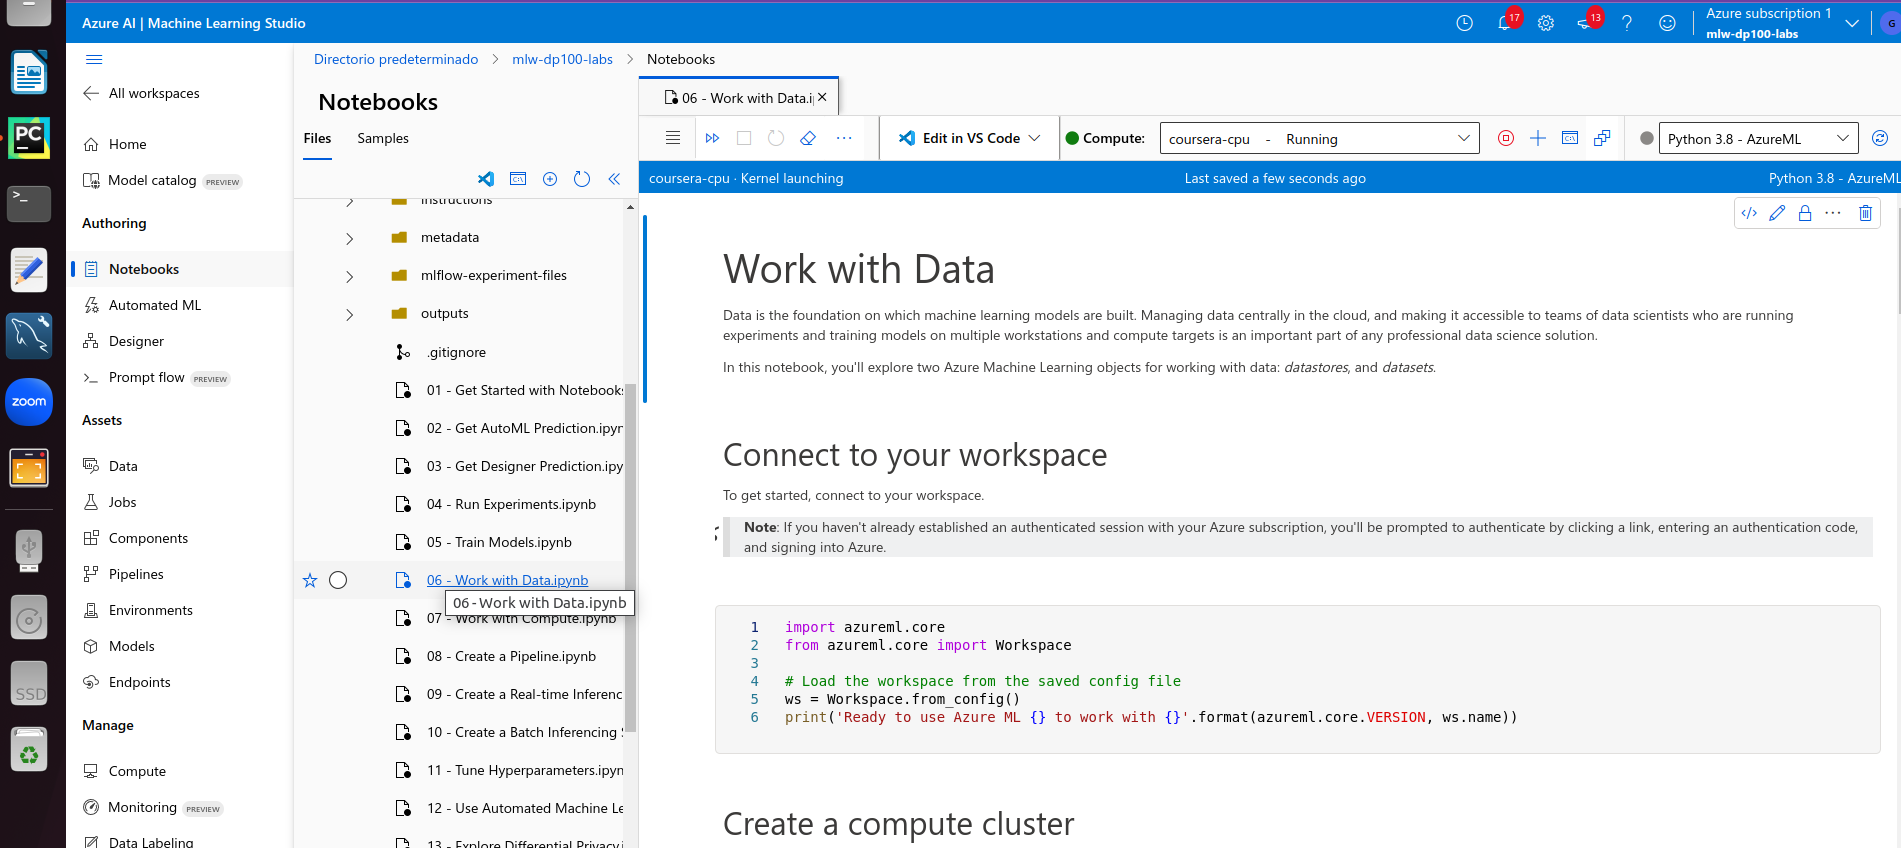 Azure AI | Machine Learning Studio
17
13
Azure subscription 1
mlw-dp100-labs
G
All workspaces
Home
Model catalog PREVIEW
Authoring
Notebooks
Automated ML
Designer
Prompt flow PREVIEW
Assets
Data
Jobs
Components
Pipelines
Environments
Models
Endpoints
Manage
Compute
Monitoring PREVIEW
Data Labeling
PC
>_
zoom
SSD
Directorio predeterminado > mlw-dp100-labs > Notebooks
Notebooks
Files Samples
instructions
metadata
mlflow-experiment-files
outputs
.gitignore
01 - Get Started with Notebooks
02 - Get AutoML Prediction.ipyn
03 - Get Designer Prediction.ipy
04 - Run Experiments.ipynb
05 - Train Models.ipynb
06 - Work with Data.ipynb
06 - Work with Data.ipynb
07 - Work with Compute.ipynb
08 - Create a Pipeline.ipynb
09 - Create a Real-time Inferenc
10 - Create a Batch Inferencing S
11 - Tune Hyperparameters.ipyn
12 - Use Automated Machine Le
13 - Explore Differential Privacy.i
06 - Work with Data.i
Edit in VS Code
Compute: coursera-cpu - Running
Python 3.8 - AzureML
coursera-cpu · Kernel launching
Last saved a few seconds ago
Python 3.8 - AzureML
Work with Data
Data is the foundation on which machine learning models are built. Managing data centrally in the cloud, and making it accessible to teams of data scientists who are running
experiments and training models on multiple workstations and compute targets is an important part of any professional data science solution.
In this notebook, you'll explore two Azure Machine Learning objects for working with data: datastores, and datasets.
Connect to your workspace
To get started, connect to your workspace.
Note: If you haven't already established an authenticated session with your Azure subscription, you'll be prompted to authenticate by clicking a link, entering an authentication code,
and signing into Azure.
1 import azureml.core
2 from azureml.core import Workspace
3
4 # Load the workspace from the saved config file
5 ws = Workspace.from_config()
6 print('Ready to use Azure ML {} to work with {}'.format(azureml.core.VERSION, ws.name))
Create a compute cluster